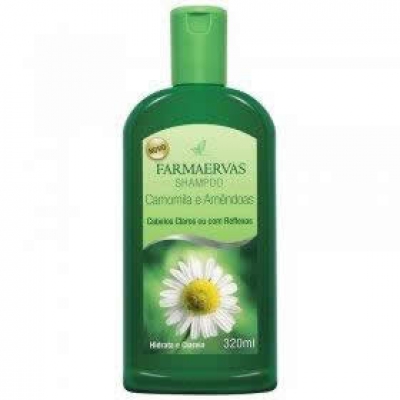 NOVO
FARMAERVAS
SHAMPOO
Camomila e Amêndoas
Cabelos Claros ou com Reflexos
Hidrata e Clareia
320ml